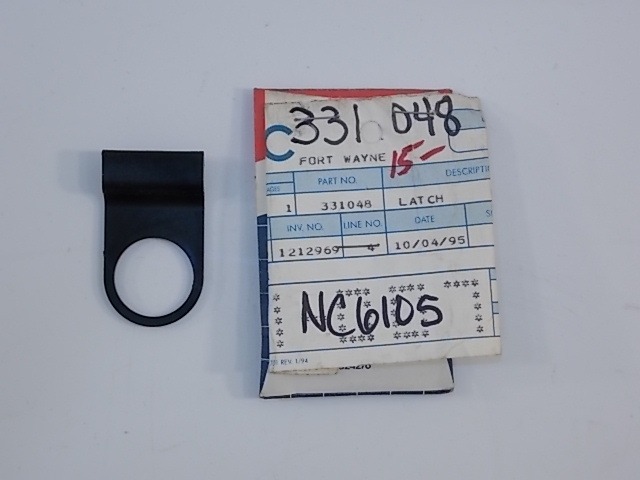 331 048
C
FORT WAYNE 15-
PART NO. DESCRIPTI
1 331048 LATCH
INV. NO. LINE NO. DATE
1212969 4 10/04/95
NC6105
REV. 1/94